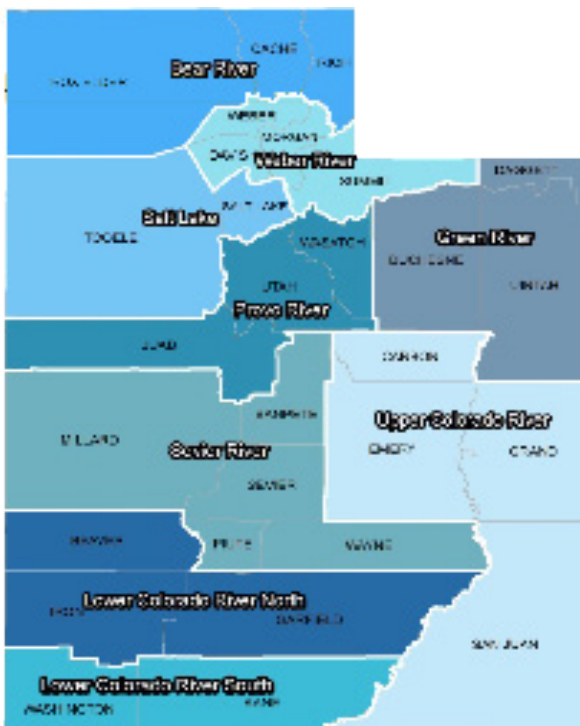 CACHE
RICH
Bear River
BOX ELDER
WEBER
MORGAN
DAVIS
Weber River
SUMMIT
DAGGETT
SALT LAKE
Salt Lake
TOOELE
WASATCH
Green River
DUCHESNE
UTAH
UINTAH
Provo River
JUAB
CARBON
SANPETE
Upper Colorado River
MILLARD
Sevier River
EMERY
GRAND
SEVIER
BEAVER
PIUTE
WAYNE
Lower Colorado River North
IRON
GARFIELD
SAN JUAN
Lower Colorado River South
KANE
WASHINGTON